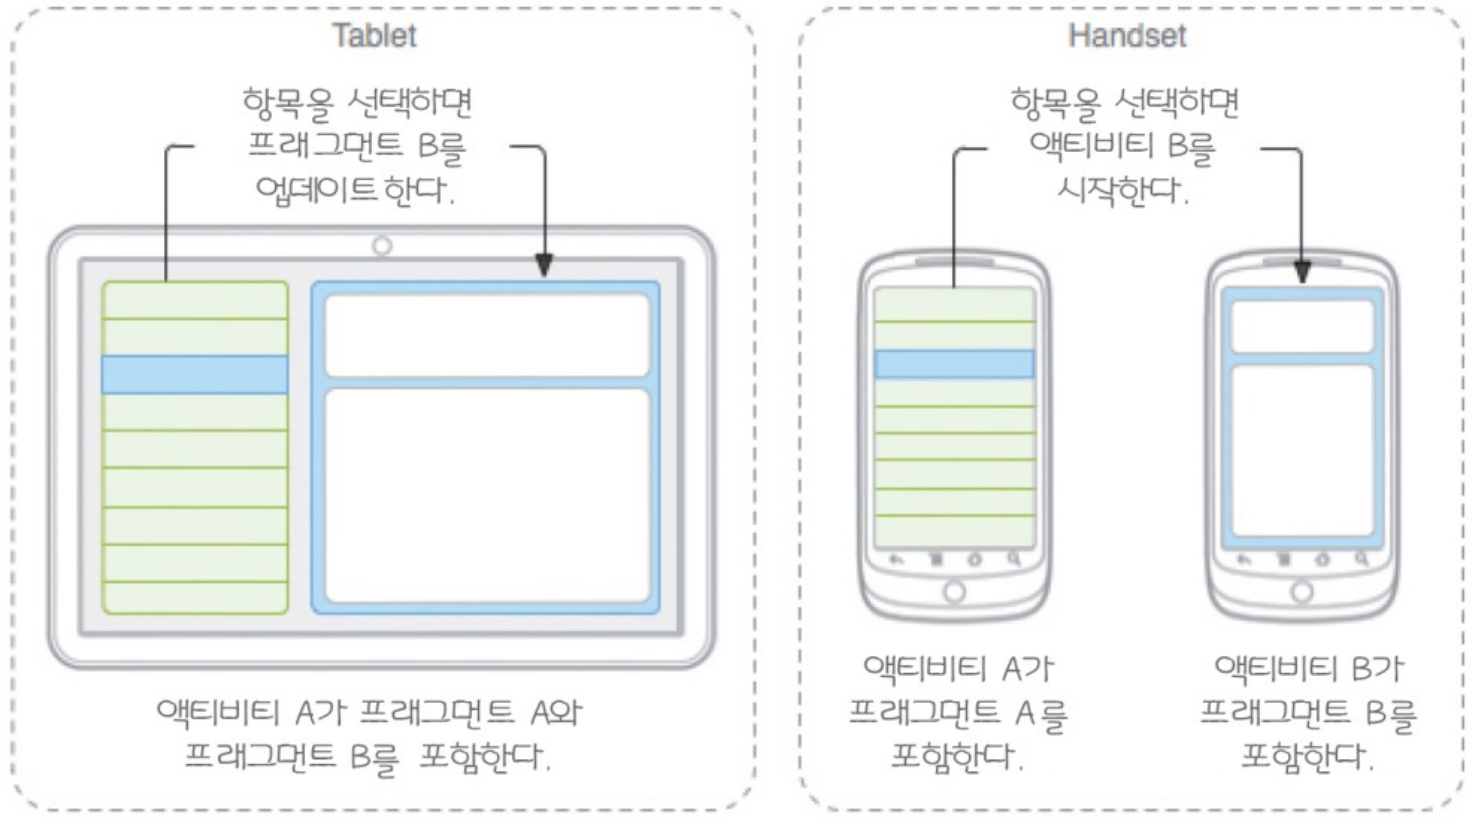 Tablet
항목을 선택하면
프래그먼트 B를
업데이트한다.
액티비티 A가 프래그먼트 A와
프래그먼트 B를 포함한다.
Handset
항목을 선택하면
액티비티 B를
시작한다.
액티비티 A가
프래그먼트 A를
포함한다.
액티비티 B가
프래그먼트 B를
포함한다.